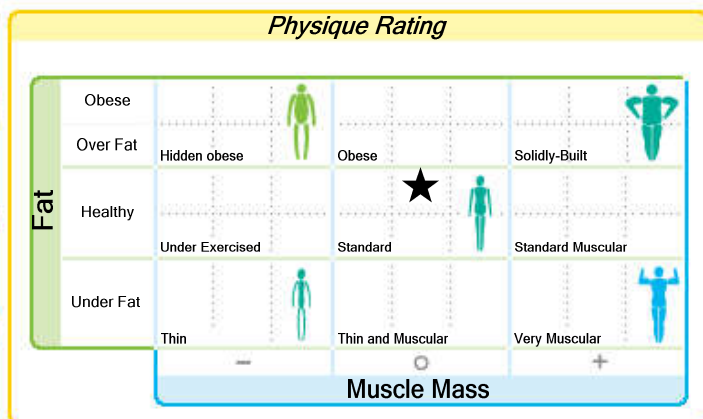 Physique Rating
Fat
Obese
Over Fat
Hidden obese
Obese
Solidly-Built
Healthy
Under Exercised
Standard
Standard Muscular
Under Fat
Thin
Thin and Muscular
Very Muscular
− ○ +
Muscle Mass